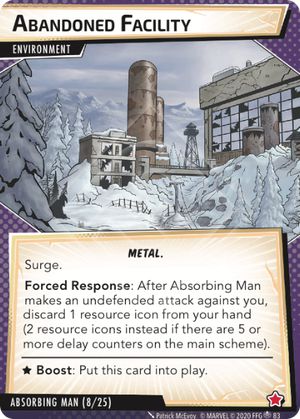 ABANDONED FACILITY
ENVIRONMENT
METAL.
Surge.
Forced Response: After Absorbing Man
makes an undefended attack against you,
discard 1 resource icon from your hand
(2 resource icons instead if there are 5 or
more delay counters on the main scheme).
★ Boost: Put this card into play.
ABSORBING MAN (8/25)
Patrick McEvoy © MARVEL © 2020 FFG 83